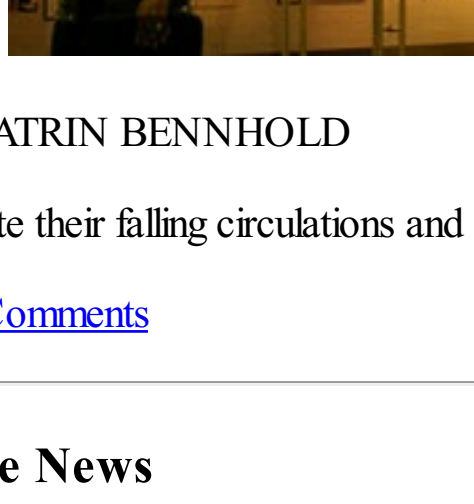 ATRIN BENNHOLD
te their falling circulations and
Comments
e News